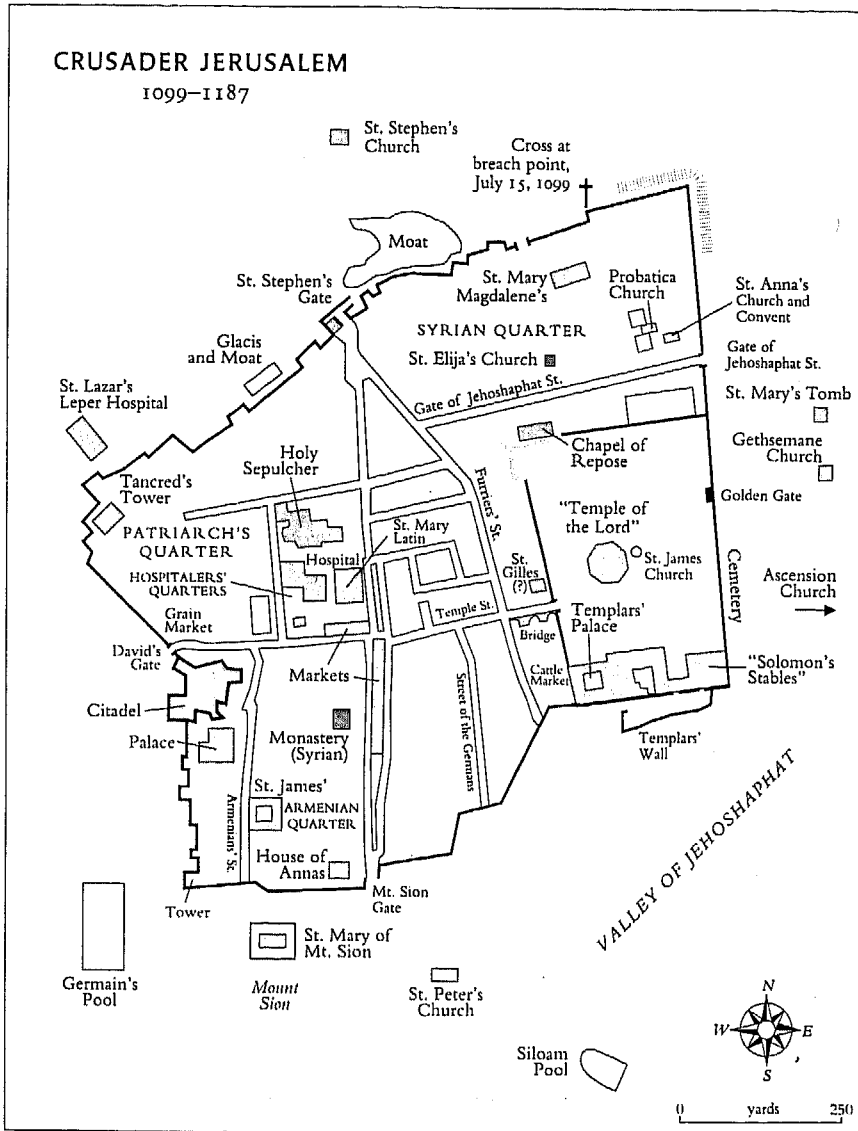 CRUSADER JERUSALEM
1099–1187
St. Stephen's
Church
Cross at
breach point,
July 15, 1099
Moat
St. Stephen's
Gate
St. Mary
Magdalene's
Probatica
Church
St. Anna's
Church and
Convent
SYRIAN QUARTER
Glacis
and Moat
St. Elija's Church
Gate of
Jehoshaphat St.
Gate of Jehoshaphat St.
St. Lazar's
Leper Hospital
St. Mary's Tomb
Chapel of
Repose
Gethsemane
Church
Holy
Sepulcher
Tancred's
Tower
Furriers' St.
Golden Gate
"Temple of
the Lord"
PATRIARCH'S
QUARTER
St. Mary
Latin
Hospital
St. James
Church
St.
Gilles
(?)
Cemetery
Ascension
Church
HOSPITALERS'
QUARTERS
Grain
Market
Temple St.
Templars'
Palace
Bridge
David's
Gate
Markets
Cattle
Market
"Solomon's
Stables"
Citadel
Street of the Germans
Palace
Monastery
(Syrian)
Templars'
Wall
St. James'
ARMENIAN
QUARTER
Armenians' St.
VALLEY OF JEHOSHAPHAT
House of
Annas
Tower
Mt. Sion
Gate
St. Mary of
Mt. Sion
Germain's
Pool
Mount
Sion
St. Peter's
Church
Siloam
Pool
N
W
E
S
0 yards 250